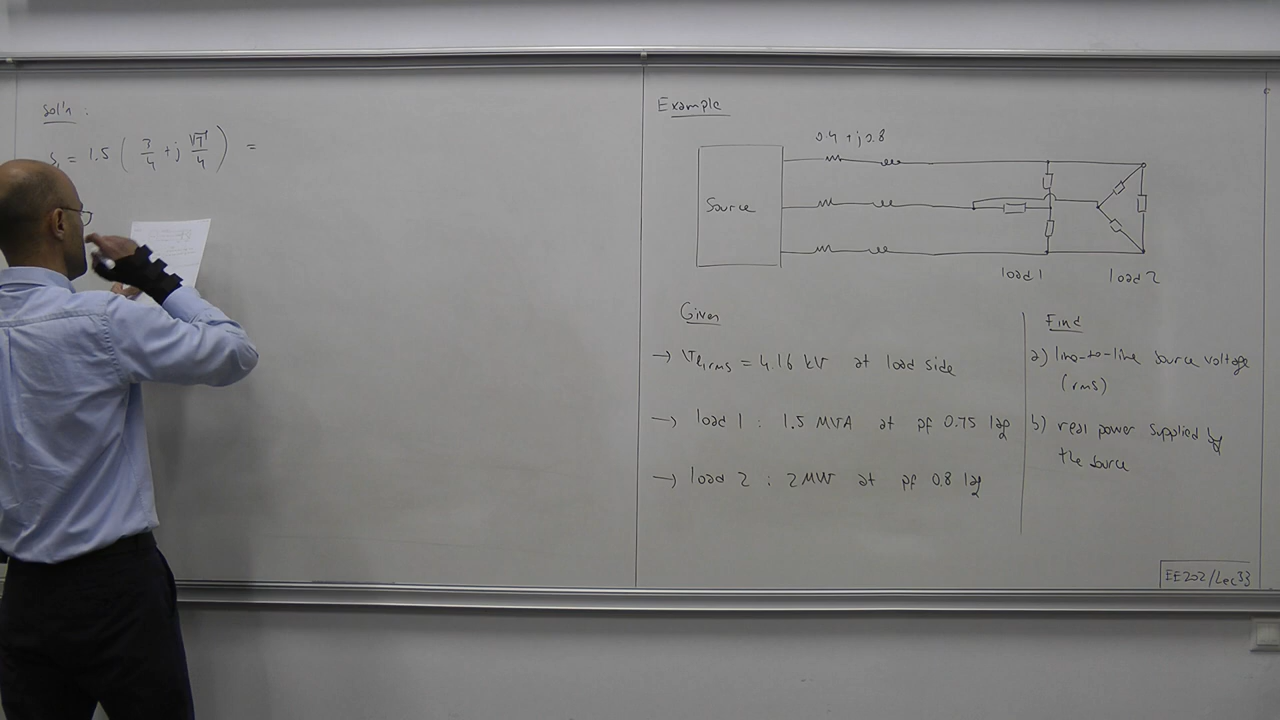 Sol'n :
S₁ = 1.5 ( 3/4 + j √7/4 ) =
Example
0.4 + j0.8
Source
load 1
load 2
Given
→ V_L,rms = 4.16 kV at load side
→ load 1 : 1.5 MVA at pf 0.75 lag
→ load 2 : 2 MW at pf 0.8 lag
Find
a) line-to-line source voltage
(rms)
b) real power supplied by
the source
EE202/Lec33